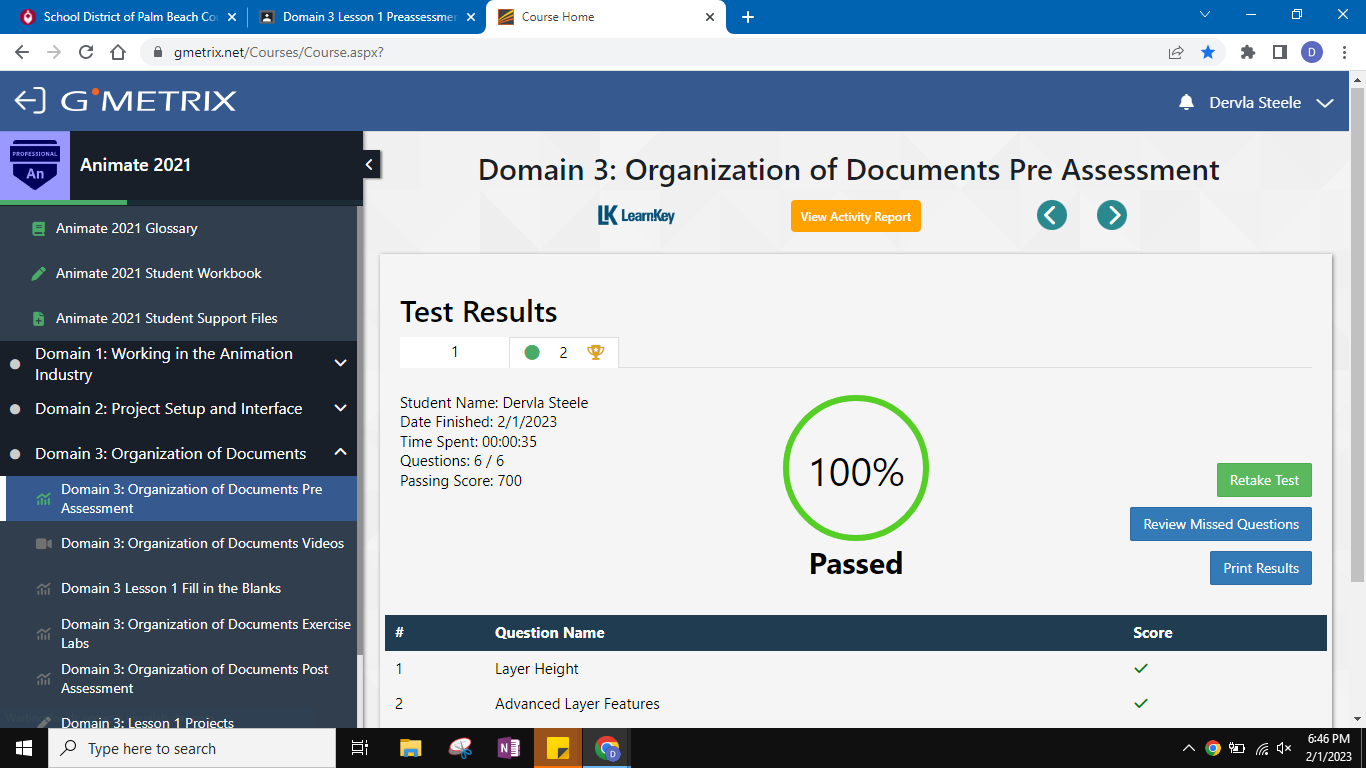 School District of Palm Beach Co
Domain 3 Lesson 1 Preassessmer
Course Home
gmetrix.net/Courses/Course.aspx?
D
G METRIX
Dervla Steele
PROFESSIONAL
An
Animate 2021
Animate 2021 Glossary
Animate 2021 Student Workbook
Animate 2021 Student Support Files
Domain 1: Working in the Animation
Industry
Domain 2: Project Setup and Interface
Domain 3: Organization of Documents
Domain 3: Organization of Documents Pre
Assessment
Domain 3: Organization of Documents Videos
Domain 3 Lesson 1 Fill in the Blanks
Domain 3: Organization of Documents Exercise
Labs
Domain 3: Organization of Documents Post
Assessment
Domain 3: Lesson 1 Projects
Domain 3: Organization of Documents Pre Assessment
LK LearnKey
View Activity Report
Test Results
1
2
Student Name: Dervla Steele
Date Finished: 2/1/2023
Time Spent: 00:00:35
Questions: 6 / 6
Passing Score: 700
100%
Passed
Retake Test
Review Missed Questions
Print Results
# Question Name Score
1 Layer Height
2 Advanced Layer Features
Type here to search
N
D
6:46 PM
2/1/2023